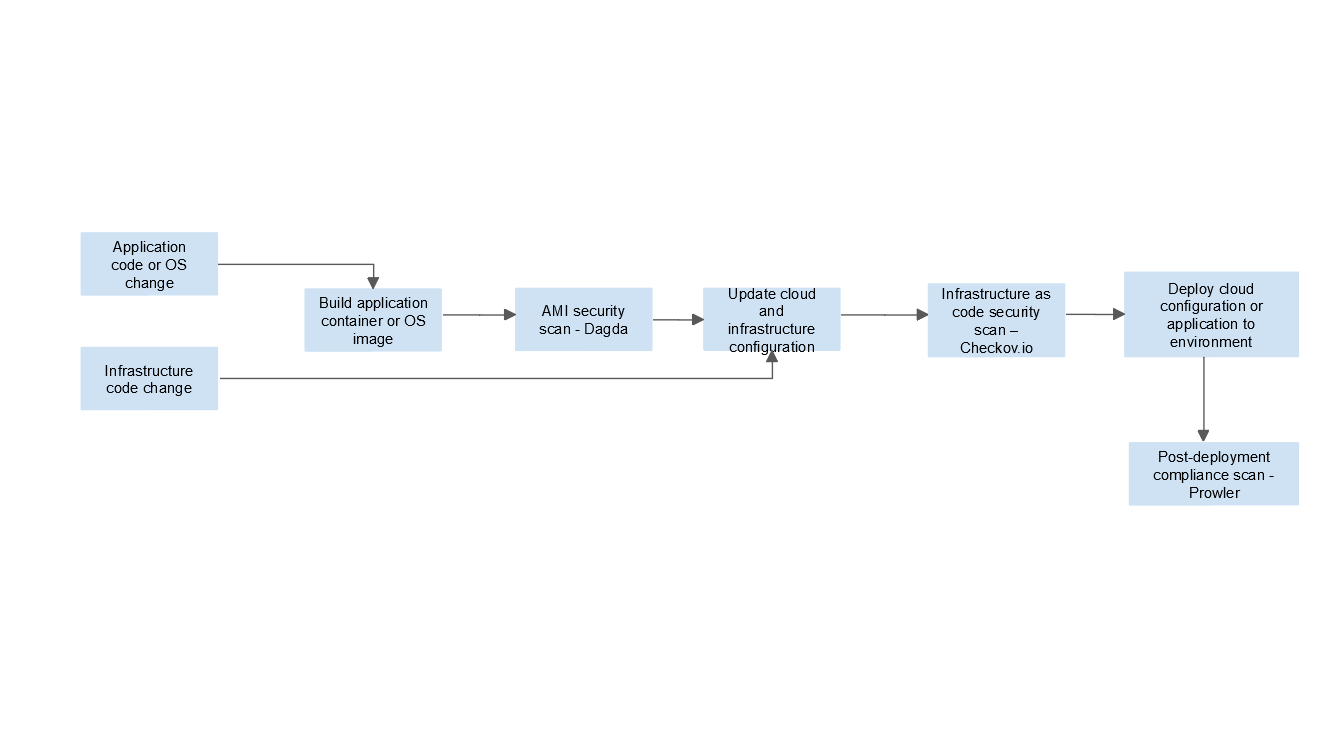 Application
code or OS
change
Infrastructure
code change
Build application
container or OS
image
AMI security
scan - Dagda
Update cloud
and
infrastructure
configuration
Infrastructure as
code security
scan –
Checkov.io
Deploy cloud
configuration or
application to
environment
Post-deployment
compliance scan -
Prowler